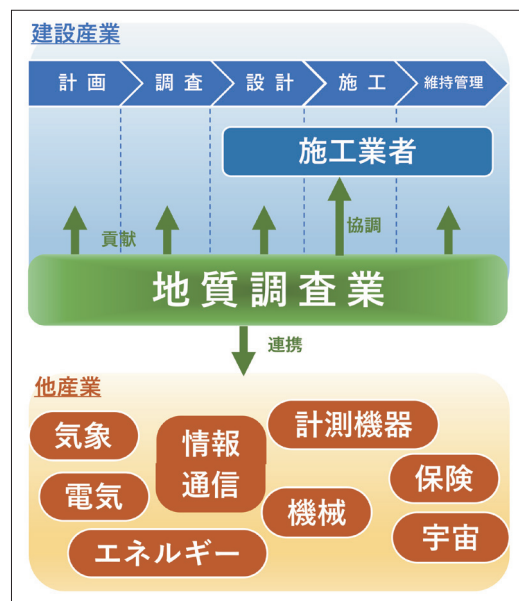 建設産業
計画 調査 設計 施工 維持管理
施工業者
貢献
協調
地質調査業
連携
他産業
気象
情報
通信
計測機器
電気
機械
保険
エネルギー
宇宙